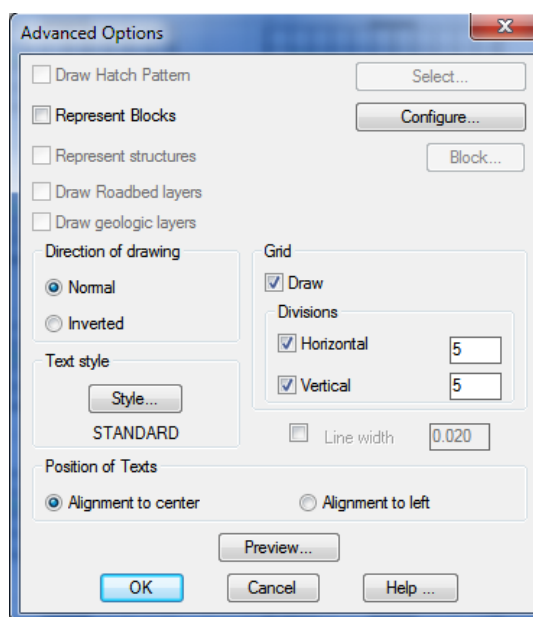 Advanced Options
Draw Hatch Pattern
Select...
Represent Blocks
Configure...
Represent structures
Block...
Draw Roadbed layers
Draw geologic layers
Direction of drawing
Normal
Inverted
Grid
Draw
Divisions
Horizontal
5
Vertical
5
Text style
Style...
STANDARD
Line width
0.020
Position of Texts
Alignment to center
Alignment to left
Preview...
OK
Cancel
Help ...